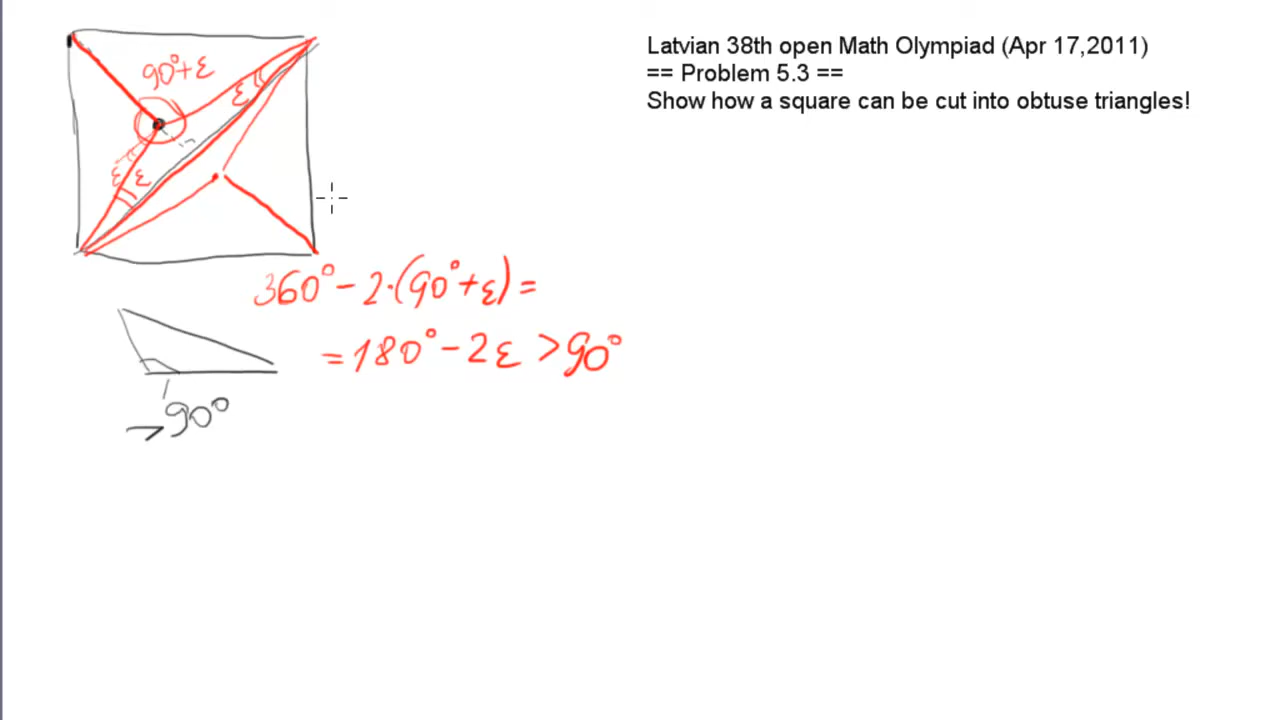 Latvian 38th open Math Olympiad (Apr 17,2011)
== Problem 5.3 ==
Show how a square can be cut into obtuse triangles!
90°+ε
ε
ε ε
360° - 2·(90°+ε) =
= 180° - 2ε > 90°
>90°